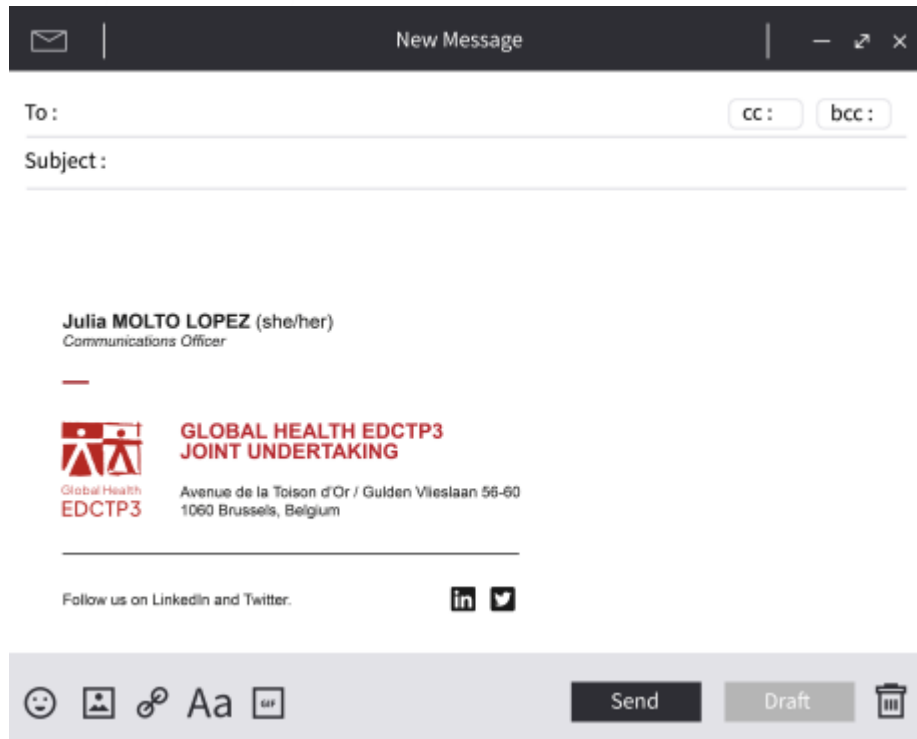 New Message
To :
cc :
bcc :
Subject :
Julia MOLTO LOPEZ (she/her)
Communications Officer
GLOBAL HEALTH EDCTP3
JOINT UNDERTAKING
Global Health
EDCTP3
Avenue de la Toison d'Or / Gulden Vlieslaan 56-60
1060 Brussels, Belgium
Follow us on LinkedIn and Twitter.
in
Aa
GIF
Send
Draft